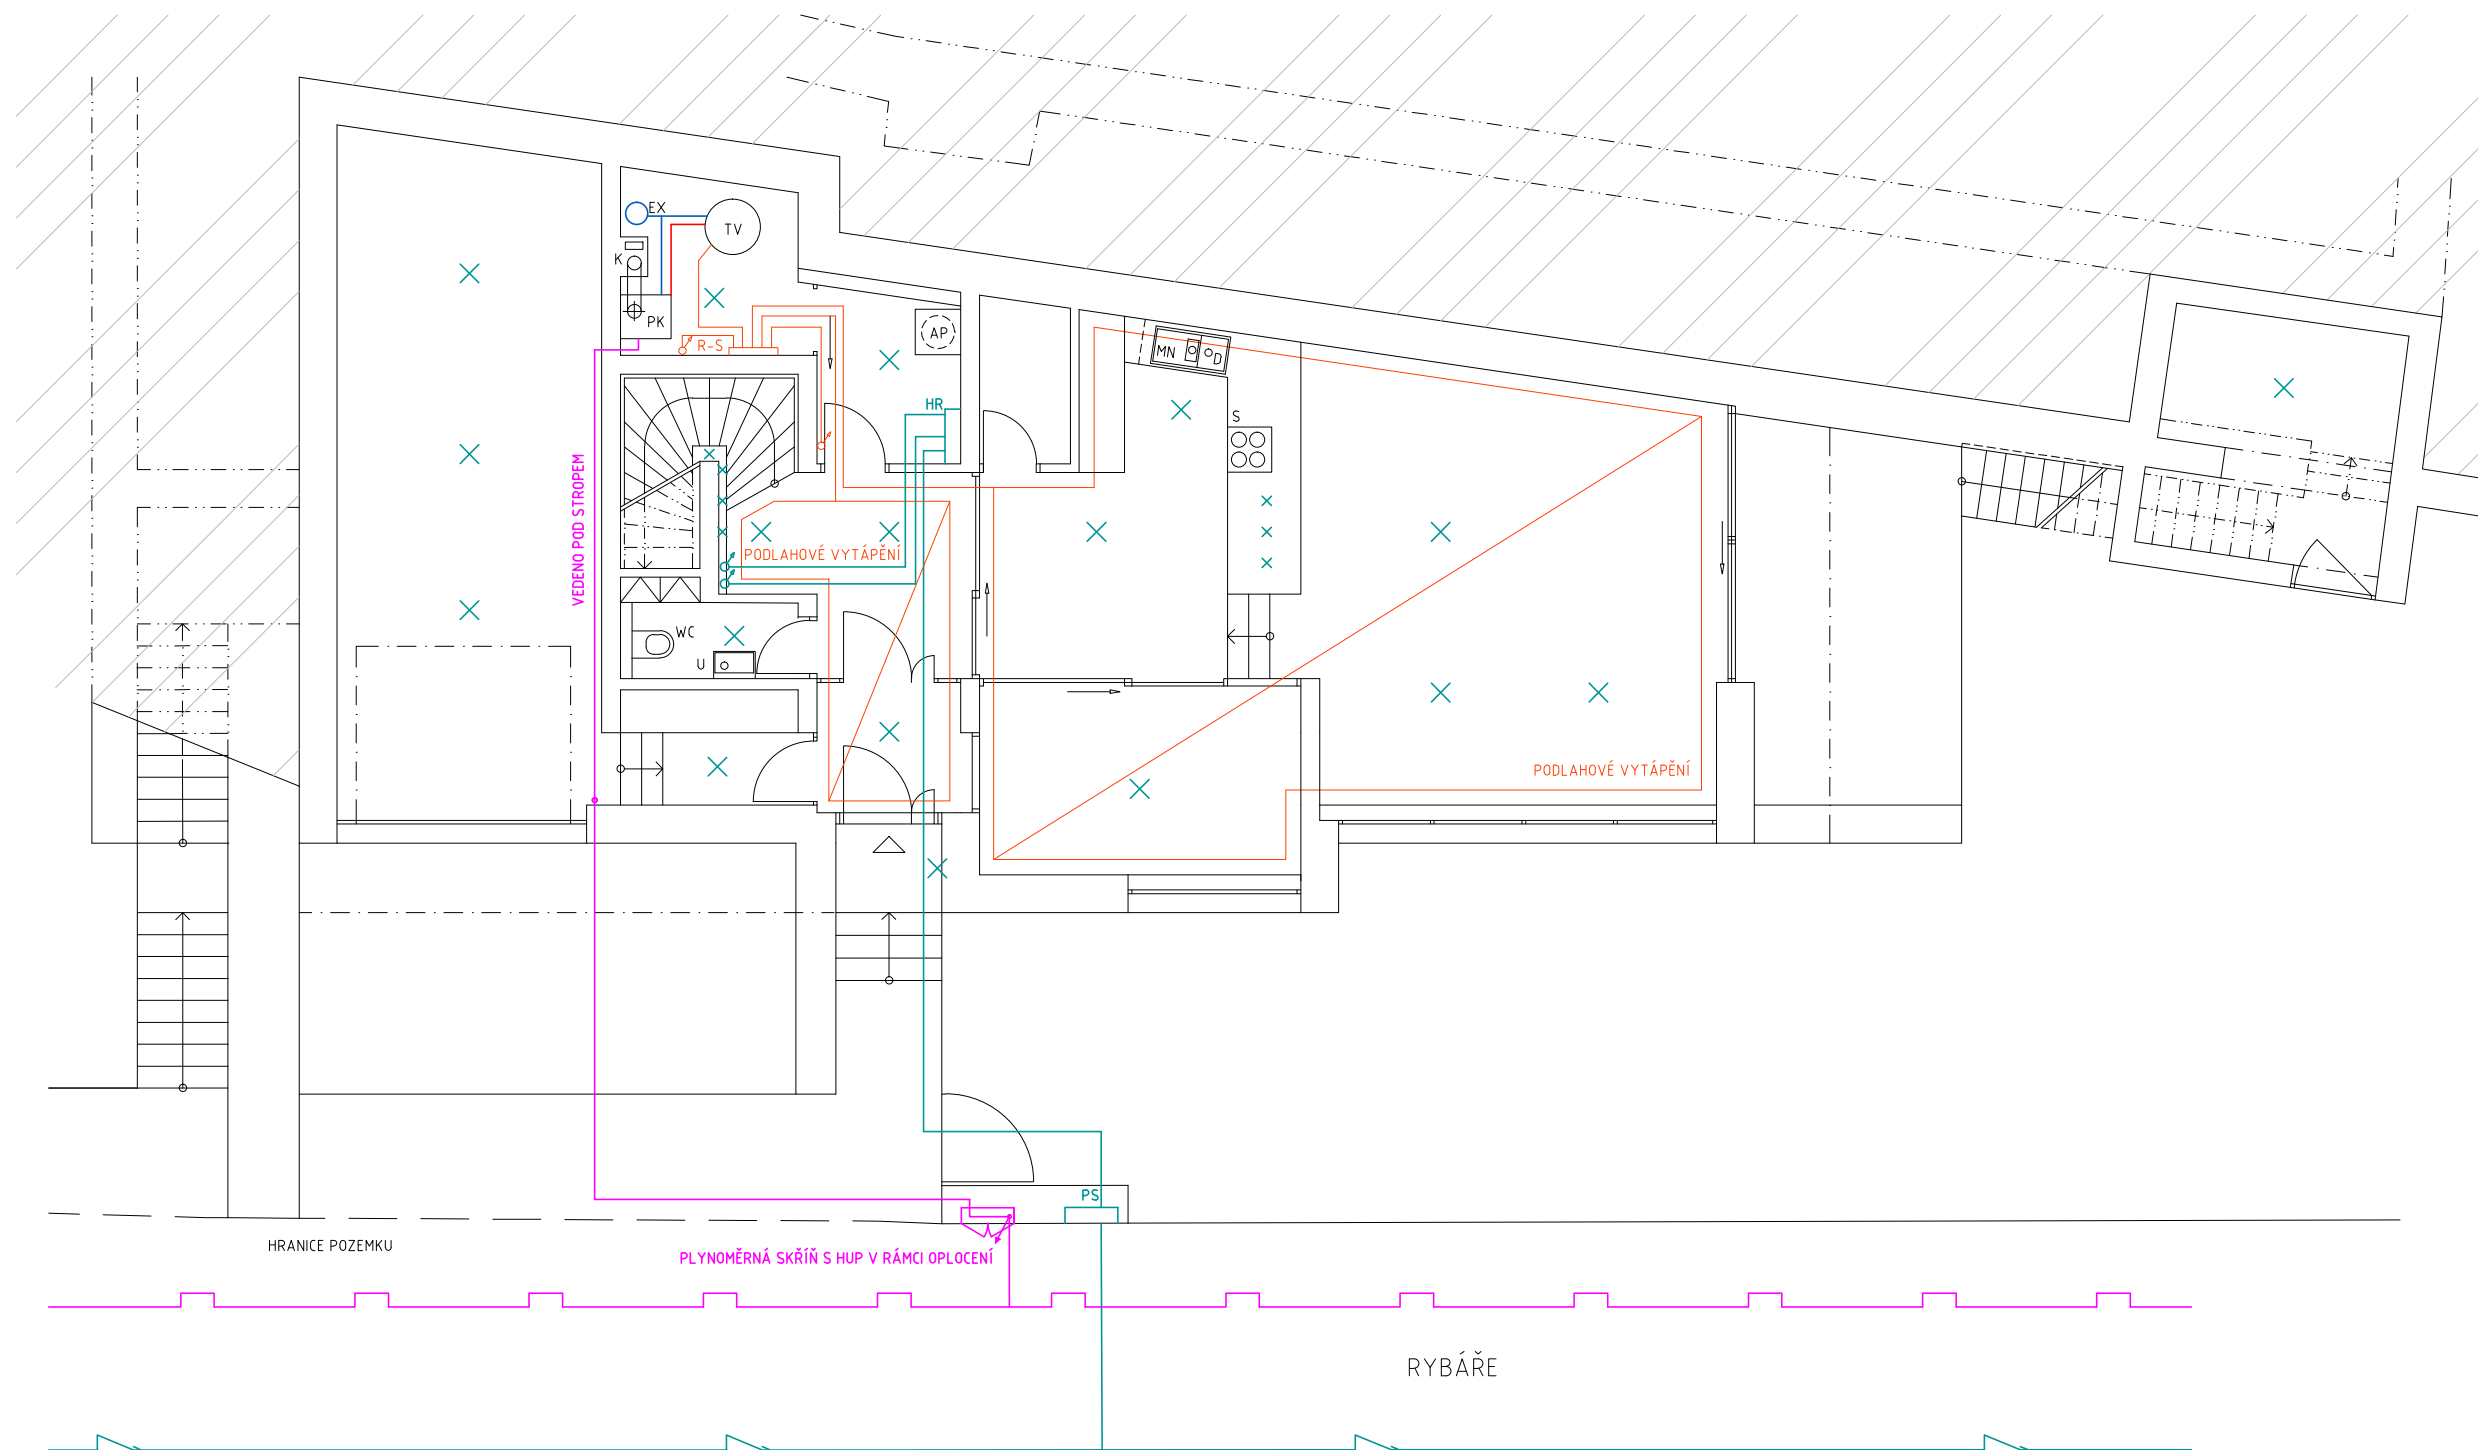 EX
TV
K
PK
R-S
AP
MN
D
HR
S
VEDENO POD STROPEM
PODLAHOVÉ VYTÁPĚNÍ
WC
U
PODLAHOVÉ VYTÁPĚNÍ
PS
HRANICE POZEMKU
PLYNOMĚRNÁ SKŘÍŇ S HUP V RÁMCI OPLOCENÍ
RYBÁŘE